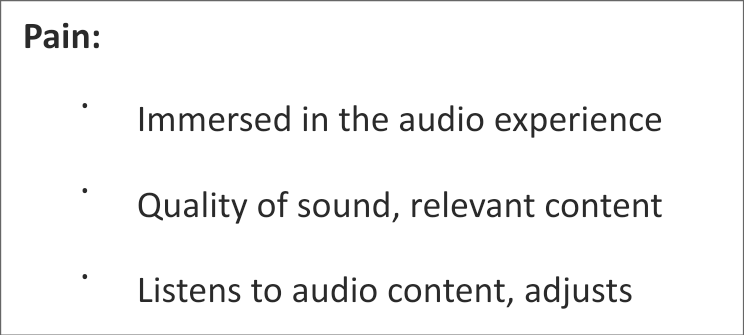 Pain:
· Immersed in the audio experience
· Quality of sound, relevant content
· Listens to audio content, adjusts